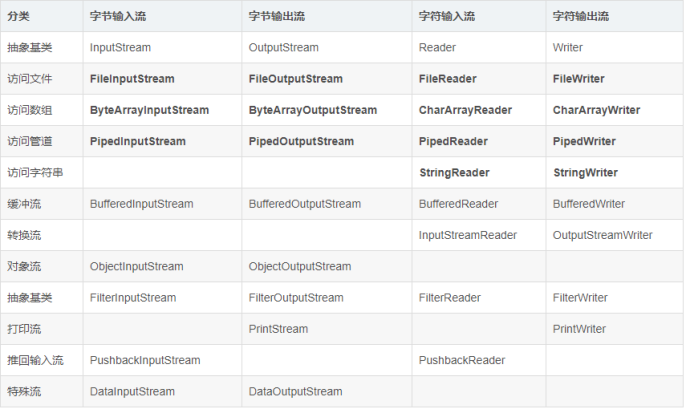 分类 字节输入流 字节输出流 字符输入流 字符输出流
抽象基类 InputStream OutputStream Reader Writer
访问文件 FileInputStream FileOutputStream FileReader FileWriter
访问数组 ByteArrayInputStream ByteArrayOutputStream CharArrayReader CharArrayWriter
访问管道 PipedInputStream PipedOutputStream PipedReader PipedWriter
访问字符串 StringReader StringWriter
缓冲流 BufferedInputStream BufferedOutputStream BufferedReader BufferedWriter
转换流 InputStreamReader OutputStreamWriter
对象流 ObjectInputStream ObjectOutputStream
抽象基类 FilterInputStream FilterOutputStream FilterReader FilterWriter
打印流 PrintStream PrintWriter
推回输入流 PushbackInputStream PushbackReader
特殊流 DataInputStream DataOutputStream